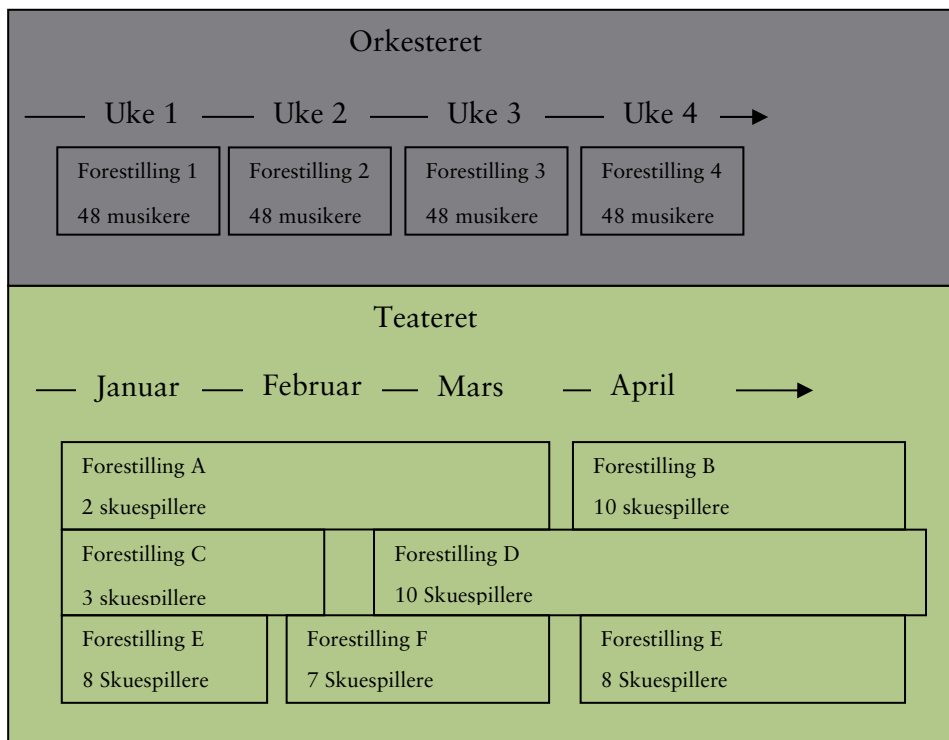 Orkesteret
Uke 1 Uke 2 Uke 3 Uke 4
Forestilling 1 Forestilling 2 Forestilling 3 Forestilling 4
48 musikere 48 musikere 48 musikere 48 musikere
Teateret
Januar Februar Mars April
Forestilling A Forestilling B
2 skuespillere 10 skuespillere
Forestilling C Forestilling D
3 skuespillere 10 Skuespillere
Forestilling E Forestilling F Forestilling E
8 Skuespillere 7 Skuespillere 8 Skuespillere